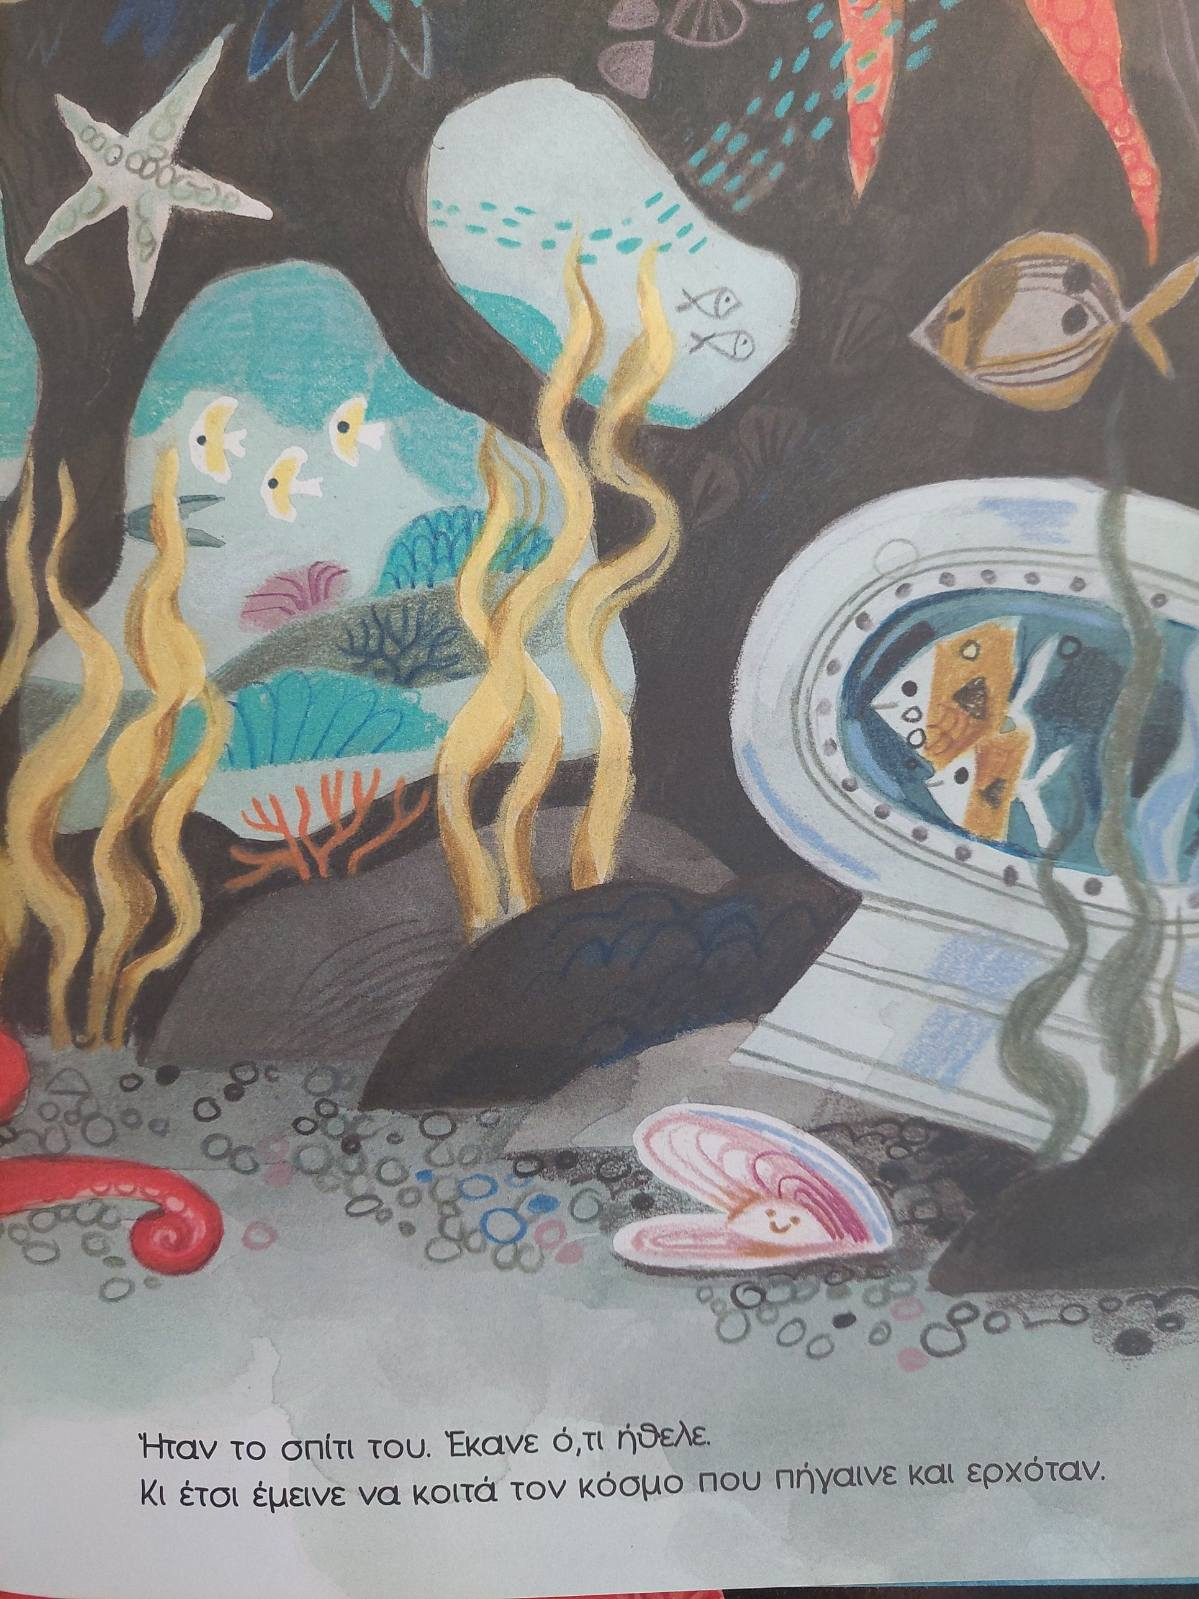 Ήταν το σπίτι του. Έκανε ό,τι ήθελε.
Κι έτσι έμεινε να κοιτά τον κόσμο που πήγαινε και ερχόταν.